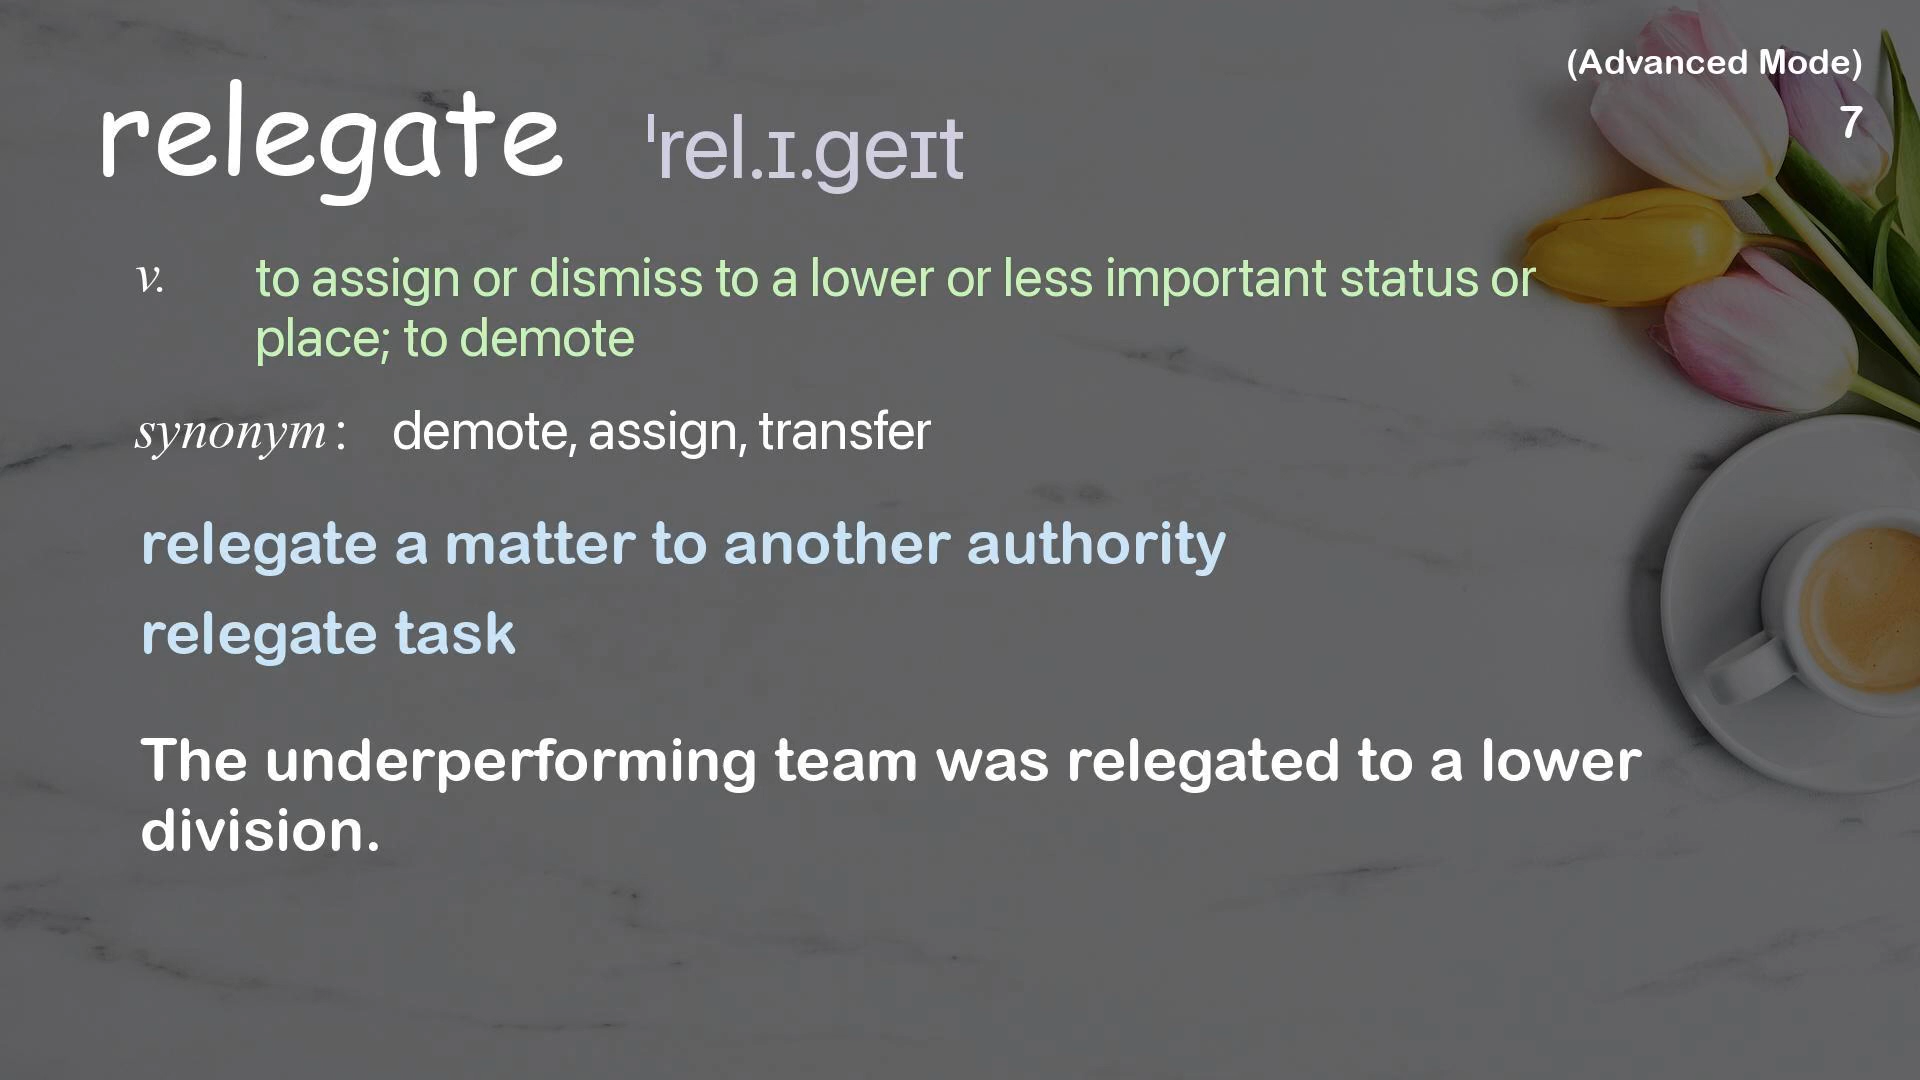 (Advanced Mode)
7
relegate ˈrel.ɪ.ɡeɪt
v. to assign or dismiss to a lower or less important status or
place; to demote
synonym: demote, assign, transfer
relegate a matter to another authority
relegate task
The underperforming team was relegated to a lower
division.